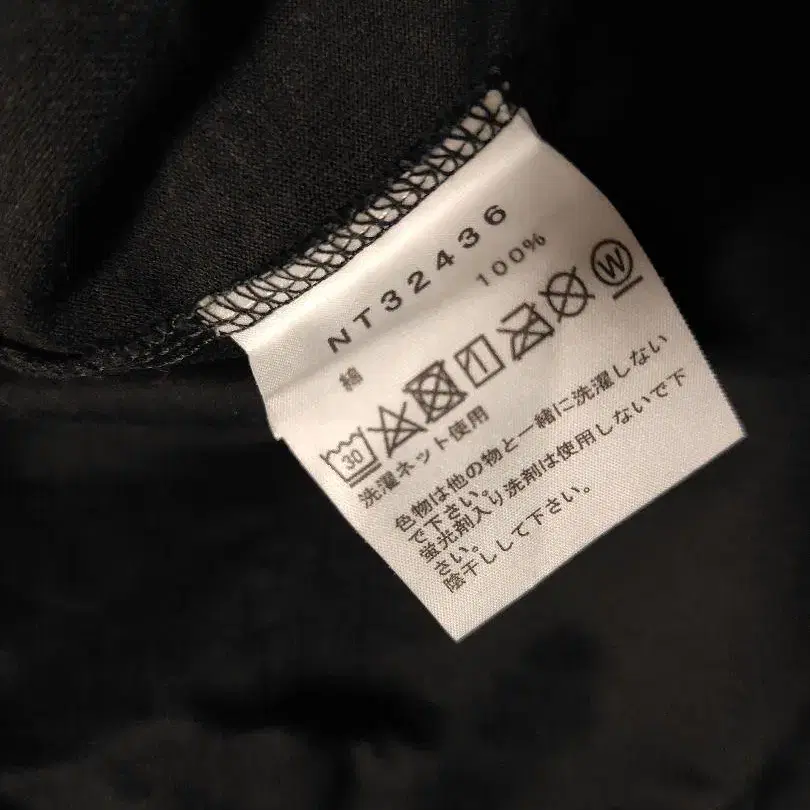 NT32436
綿 100%
30
W
洗濯ネット使用
色物は他の物と一緒に洗濯しない
で下さい。
蛍光剤入り洗剤は使用しないで下
さい。
陰干しして下さい。